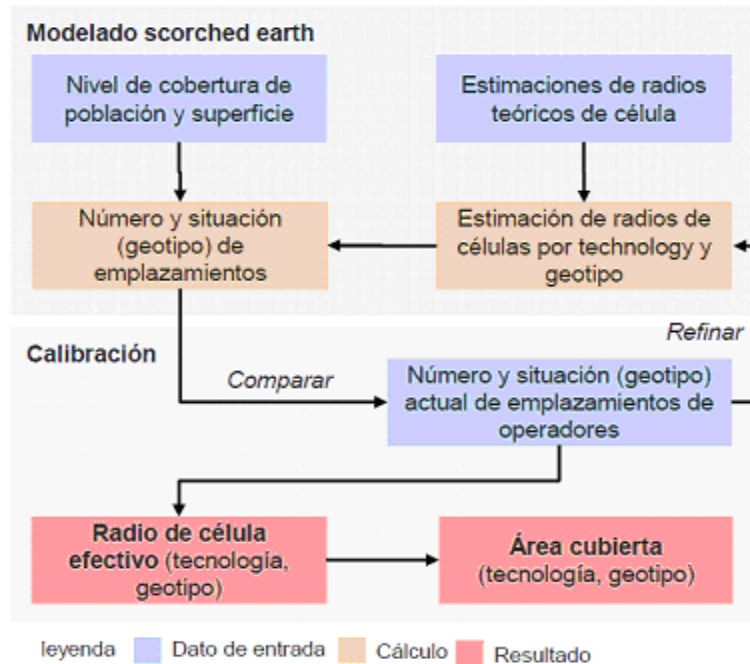 Modelado scorched earth
Nivel de cobertura de
población y superficie
Estimaciones de radios
teóricos de célula
Número y situación
(geotipo) de
emplazamientos
Estimación de radios de
células por technology y
geotipo
Refinar
Calibración
Comparar
Número y situación (geotipo)
actual de emplazamientos de
operadores
Radio de célula
efectivo (tecnología,
geotipo)
Área cubierta
(tecnología, geotipo)
leyenda Dato de entrada Cálculo Resultado